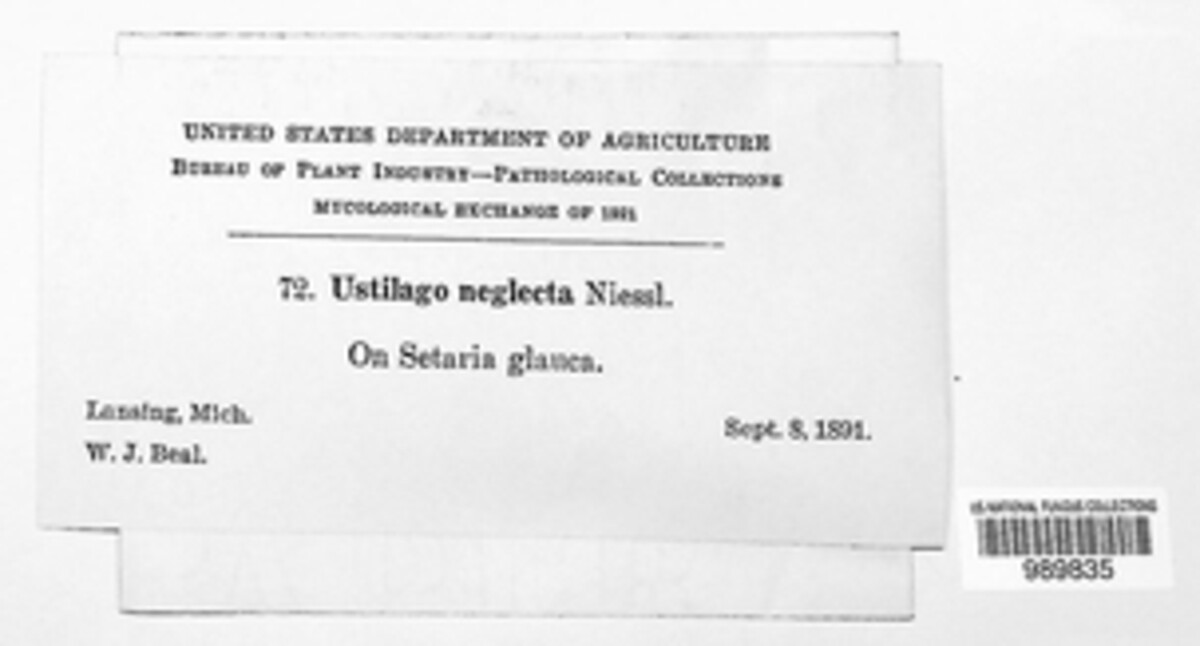 UNITED STATES DEPARTMENT OF AGRICULTURE
BUREAU OF PLANT INDUSTRY—PATHOLOGICAL COLLECTIONS
MYCOLOGICAL EXCHANGE OF 1891
72. Ustilago neglecta Niessl.
On Setaria glauca.
Lansing, Mich.
Sept. 8, 1891.
W. J. Beal.
US NATIONAL FUNGUS COLLECTIONS
989835